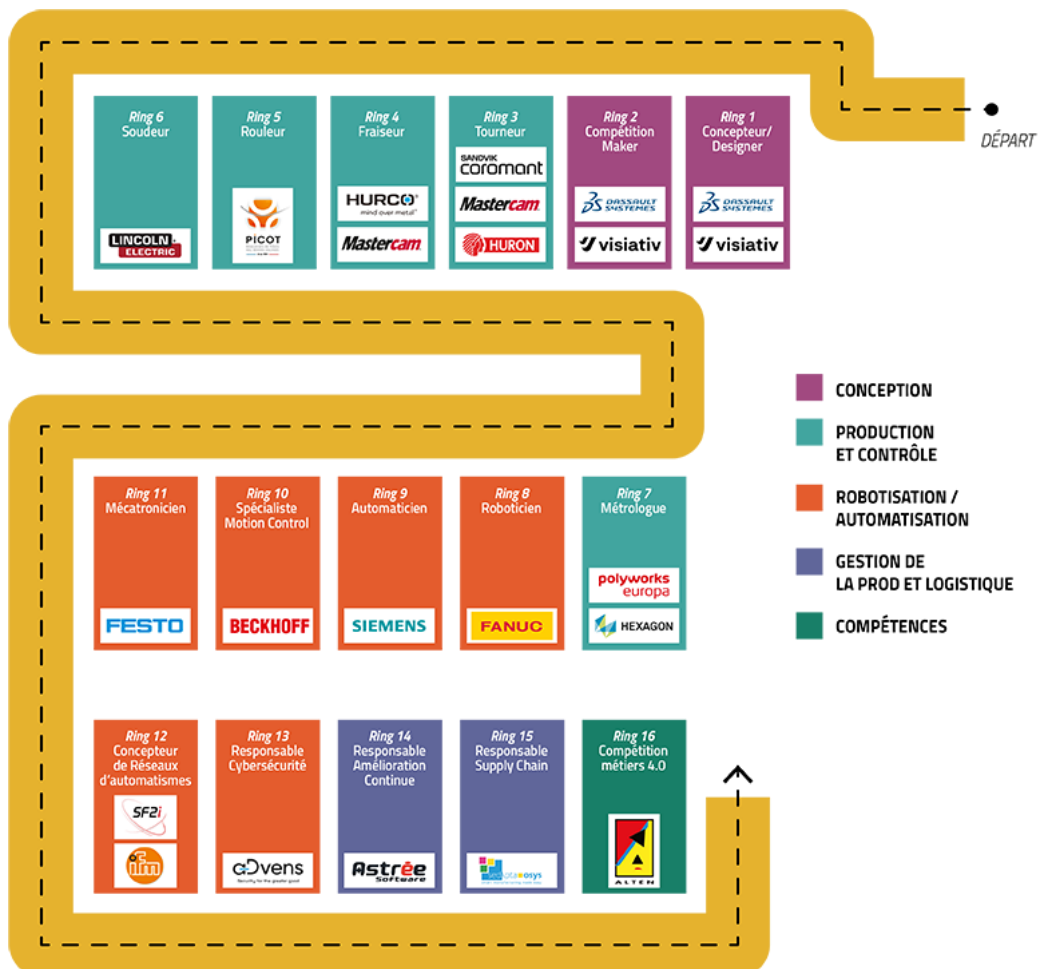 DÉPART
Ring 1
Concepteur/
Designer
DASSAULT
SYSTEMES
visiativ
Ring 2
Compétition
Maker
DASSAULT
SYSTEMES
visiativ
Ring 3
Tourneur
SANDVIK
coromant
Mastercam
HURON
Ring 4
Fraiseur
HURCO
mind over metal
Mastercam
Ring 5
Rouleur
PICOT
Ring 6
Soudeur
LINCOLN
ELECTRIC
CONCEPTION
PRODUCTION
ET CONTRÔLE
ROBOTISATION /
AUTOMATISATION
GESTION DE
LA PROD ET LOGISTIQUE
COMPÉTENCES
Ring 7
Métrologue
polyworks
europa
HEXAGON
Ring 8
Roboticien
FANUC
Ring 9
Automaticien
SIEMENS
Ring 10
Spécialiste
Motion Control
BECKHOFF
Ring 11
Mécatronicien
FESTO
Ring 12
Concepteur
de Réseaux
d'automatismes
SF2i
ifm
Ring 13
Responsable
Cybersécurité
aDvens
Security for the greater good
Ring 14
Responsable
Amélioration
Continue
Astrée
Software
Ring 15
Responsable
Supply Chain
Ring 16
Compétition
métiers 4.0
ALTEN